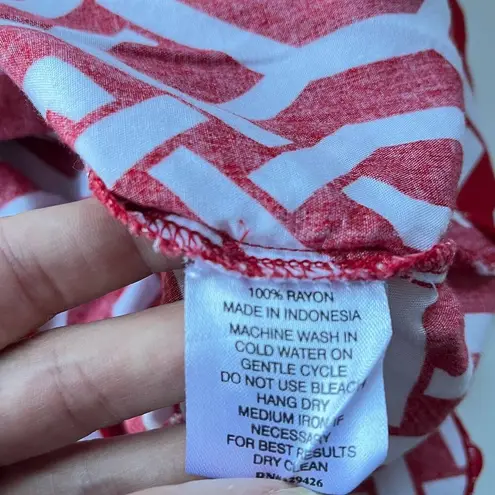 100% RAYON
MADE IN INDONESIA
MACHINE WASH IN
COLD WATER ON
GENTLE CYCLE
DO NOT USE BLEACH
HANG DRY
MEDIUM IRON IF
NECESSARY
FOR BEST RESULTS
DRY CLEAN